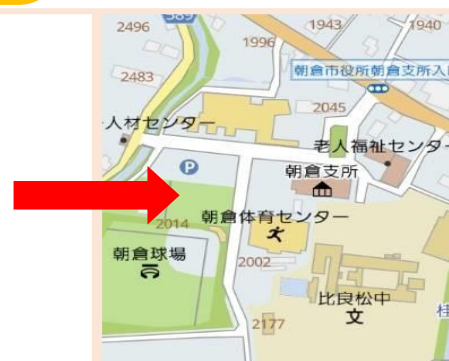 2496
589
1943
1940
1996
朝倉市役所朝倉支所入口
2483
2045
人材センター
老人福祉センター
P
朝倉支所
2014
朝倉体育センター
朝倉球場
2002
比良松中
文
2177
桂